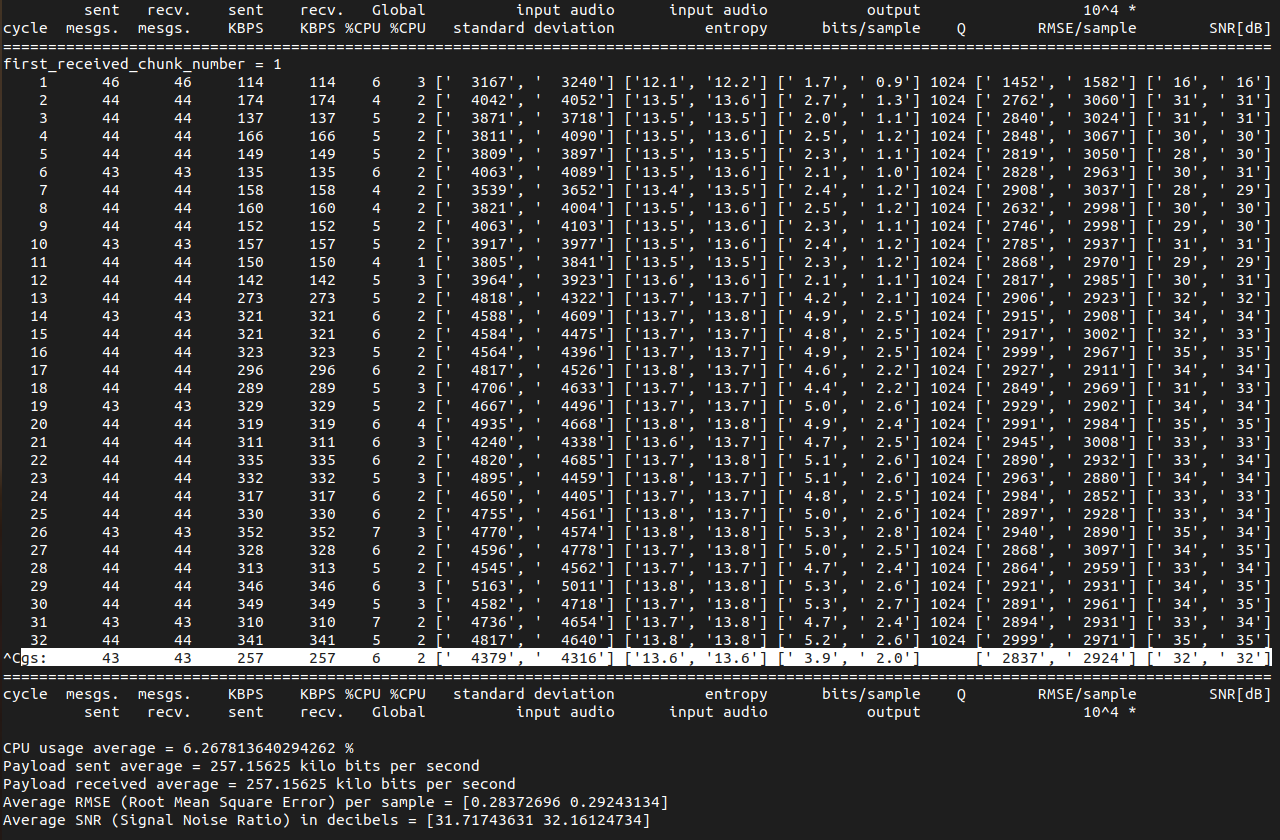 sent    recv.    sent    recv.   Global          input audio      input audio           output                  10^4 *
cycle  mesgs.  mesgs.    KBPS    KBPS %CPU %CPU   standard deviation          entropy      bits/sample    Q        RMSE/sample        SNR[dB]
=============================================================================================================================================
first_received_chunk_number = 1
    1      46      46     114     114    6    3 ['  3167', '  3240'] ['12.1', '12.2'] [' 1.7', ' 0.9'] 1024 [' 1452', ' 1582'] [' 16', ' 16']
    2      44      44     174     174    4    2 ['  4042', '  4052'] ['13.5', '13.6'] [' 2.7', ' 1.3'] 1024 [' 2762', ' 3060'] [' 31', ' 31']
    3      44      44     137     137    5    2 ['  3871', '  3718'] ['13.5', '13.5'] [' 2.0', ' 1.1'] 1024 [' 2840', ' 3024'] [' 31', ' 31']
    4      44      44     166     166    5    2 ['  3811', '  4090'] ['13.5', '13.6'] [' 2.5', ' 1.2'] 1024 [' 2848', ' 3067'] [' 30', ' 30']
    5      44      44     149     149    5    2 ['  3809', '  3897'] ['13.5', '13.5'] [' 2.3', ' 1.1'] 1024 [' 2819', ' 3050'] [' 28', ' 30']
    6      43      43     135     135    6    2 ['  4063', '  4089'] ['13.5', '13.6'] [' 2.1', ' 1.0'] 1024 [' 2828', ' 2963'] [' 30', ' 31']
    7      44      44     158     158    4    2 ['  3539', '  3652'] ['13.4', '13.5'] [' 2.4', ' 1.2'] 1024 [' 2908', ' 3037'] [' 28', ' 29']
    8      44      44     160     160    4    2 ['  3821', '  4004'] ['13.5', '13.6'] [' 2.5', ' 1.2'] 1024 [' 2632', ' 2998'] [' 30', ' 30']
    9      44      44     152     152    5    2 ['  4063', '  4103'] ['13.5', '13.6'] [' 2.3', ' 1.1'] 1024 [' 2746', ' 2998'] [' 29', ' 30']
   10      43      43     157     157    5    2 ['  3917', '  3977'] ['13.5', '13.6'] [' 2.4', ' 1.2'] 1024 [' 2785', ' 2937'] [' 31', ' 31']
   11      44      44     150     150    4    1 ['  3805', '  3841'] ['13.5', '13.5'] [' 2.3', ' 1.2'] 1024 [' 2868', ' 2970'] [' 29', ' 29']
   12      44      44     142     142    5    3 ['  3964', '  3923'] ['13.6', '13.6'] [' 2.1', ' 1.1'] 1024 [' 2817', ' 2985'] [' 30', ' 31']
   13      44      44     273     273    5    2 ['  4818', '  4322'] ['13.7', '13.7'] [' 4.2', ' 2.1'] 1024 [' 2906', ' 2923'] [' 32', ' 32']
   14      43      43     321     321    6    2 ['  4588', '  4609'] ['13.7', '13.8'] [' 4.9', ' 2.5'] 1024 [' 2915', ' 2908'] [' 34', ' 34']
   15      44      44     321     321    6    2 ['  4584', '  4475'] ['13.7', '13.7'] [' 4.8', ' 2.5'] 1024 [' 2917', ' 3002'] [' 32', ' 33']
   16      44      44     323     323    5    2 ['  4564', '  4396'] ['13.7', '13.7'] [' 4.9', ' 2.5'] 1024 [' 2999', ' 2967'] [' 35', ' 35']
   17      44      44     296     296    6    2 ['  4817', '  4526'] ['13.8', '13.7'] [' 4.6', ' 2.2'] 1024 [' 2927', ' 2911'] [' 34', ' 34']
   18      44      44     289     289    5    3 ['  4706', '  4633'] ['13.7', '13.7'] [' 4.4', ' 2.2'] 1024 [' 2849', ' 2969'] [' 31', ' 33']
   19      43      43     329     329    5    2 ['  4667', '  4496'] ['13.7', '13.7'] [' 5.0', ' 2.6'] 1024 [' 2929', ' 2902'] [' 34', ' 34']
   20      44      44     319     319    6    4 ['  4935', '  4668'] ['13.8', '13.8'] [' 4.9', ' 2.4'] 1024 [' 2991', ' 2984'] [' 35', ' 35']
   21      44      44     311     311    6    3 ['  4240', '  4338'] ['13.6', '13.7'] [' 4.7', ' 2.5'] 1024 [' 2945', ' 3008'] [' 33', ' 33']
   22      44      44     335     335    6    2 ['  4820', '  4685'] ['13.7', '13.8'] [' 5.1', ' 2.6'] 1024 [' 2890', ' 2932'] [' 33', ' 34']
   23      44      44     332     332    5    3 ['  4895', '  4459'] ['13.8', '13.7'] [' 5.1', ' 2.6'] 1024 [' 2963', ' 2880'] [' 34', ' 34']
   24      44      44     317     317    6    2 ['  4650', '  4405'] ['13.7', '13.7'] [' 4.8', ' 2.5'] 1024 [' 2984', ' 2852'] [' 33', ' 33']
   25      44      44     330     330    6    2 ['  4755', '  4561'] ['13.8', '13.7'] [' 5.0', ' 2.6'] 1024 [' 2897', ' 2928'] [' 33', ' 34']
   26      43      43     352     352    7    3 ['  4770', '  4574'] ['13.8', '13.8'] [' 5.3', ' 2.8'] 1024 [' 2940', ' 2890'] [' 35', ' 34']
   27      44      44     328     328    6    2 ['  4596', '  4778'] ['13.7', '13.8'] [' 5.0', ' 2.5'] 1024 [' 2868', ' 3097'] [' 34', ' 35']
   28      44      44     313     313    5    2 ['  4545', '  4562'] ['13.7', '13.8'] [' 4.7', ' 2.4'] 1024 [' 2864', ' 2959'] [' 33', ' 34']
   29      44      44     346     346    6    3 ['  5163', '  5011'] ['13.8', '13.8'] [' 5.3', ' 2.6'] 1024 [' 2921', ' 2931'] [' 34', ' 35']
   30      44      44     349     349    5    3 ['  4582', '  4718'] ['13.7', '13.8'] [' 5.3', ' 2.7'] 1024 [' 2891', ' 2961'] [' 34', ' 35']
   31      43      43     310     310    7    2 ['  4736', '  4654'] ['13.7', '13.8'] [' 4.7', ' 2.4'] 1024 [' 2894', ' 2931'] [' 33', ' 34']
   32      44      44     341     341    5    2 ['  4817', '  4640'] ['13.8', '13.8'] [' 5.2', ' 2.6'] 1024 [' 2999', ' 2971'] [' 35', ' 35']
^Cgs:      43      43     257     257    6    2 ['  4379', '  4316'] ['13.6', '13.6'] [' 3.9', ' 2.0']      [' 2837', ' 2924'] [' 32', ' 32']
=============================================================================================================================================
cycle  mesgs.  mesgs.    KBPS    KBPS %CPU %CPU   standard deviation          entropy      bits/sample    Q        RMSE/sample        SNR[dB]
         sent   recv.    sent    recv.   Global          input audio      input audio           output                  10^4 *

CPU usage average = 6.267813640294262 %
Payload sent average = 257.15625 kilo bits per second
Payload received average = 257.15625 kilo bits per second
Average RMSE (Root Mean Square Error) per sample = [0.28372696 0.29243134]
Average SNR (Signal Noise Ratio) in decibels = [31.71743631 32.16124734]